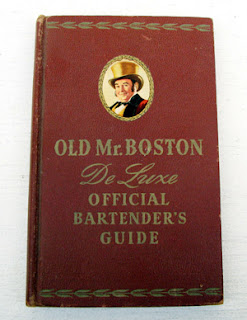 OLD Mr. BOSTON
De Luxe
OFFICIAL
BARTENDER'S
GUIDE